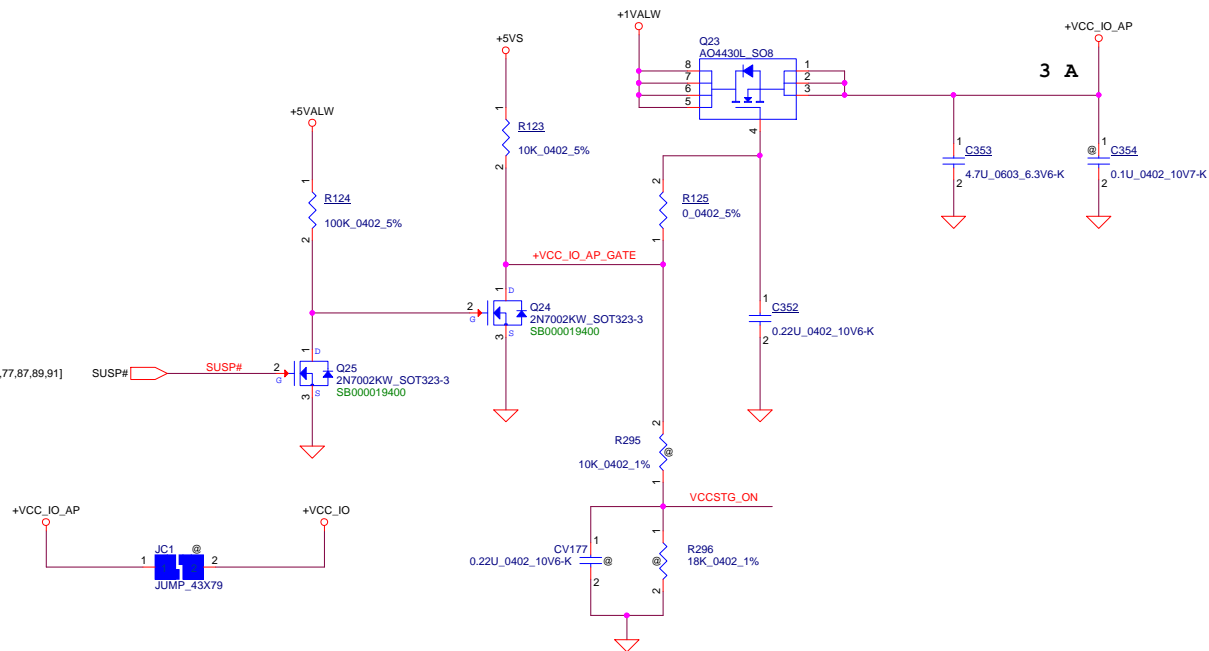 +1VALW
+VCC_IO_AP
+5VS
Q23
AO4430L_SO8
3 A
8
7
6
5
1
2
3
4
+5VALW
1
R123
10K_0402_5%
2
1
C353
4.7U_0603_6.3V6-K
2
1
@
C354
0.1U_0402_10V7-K
2
1
R124
100K_0402_5%
2
2
R125
0_0402_5%
1
+VCC_IO_AP_GATE
1
D
2
G
Q24
2N7002KW_SOT323-3
SB000019400
3
S
1
C352
0.22U_0402_10V6-K
2
,77,87,89,91]
SUSP#
SUSP#
1
D
2
G
Q25
2N7002KW_SOT323-3
SB000019400
3
S
2
R295
@
10K_0402_1%
1
VCCSTG_ON
+VCC_IO_AP
+VCC_IO
JC1
@
1
1
2
2
JUMP_43X79
1
CV177
0.22U_0402_10V6-K
@
2
1
R296
@
18K_0402_1%
2